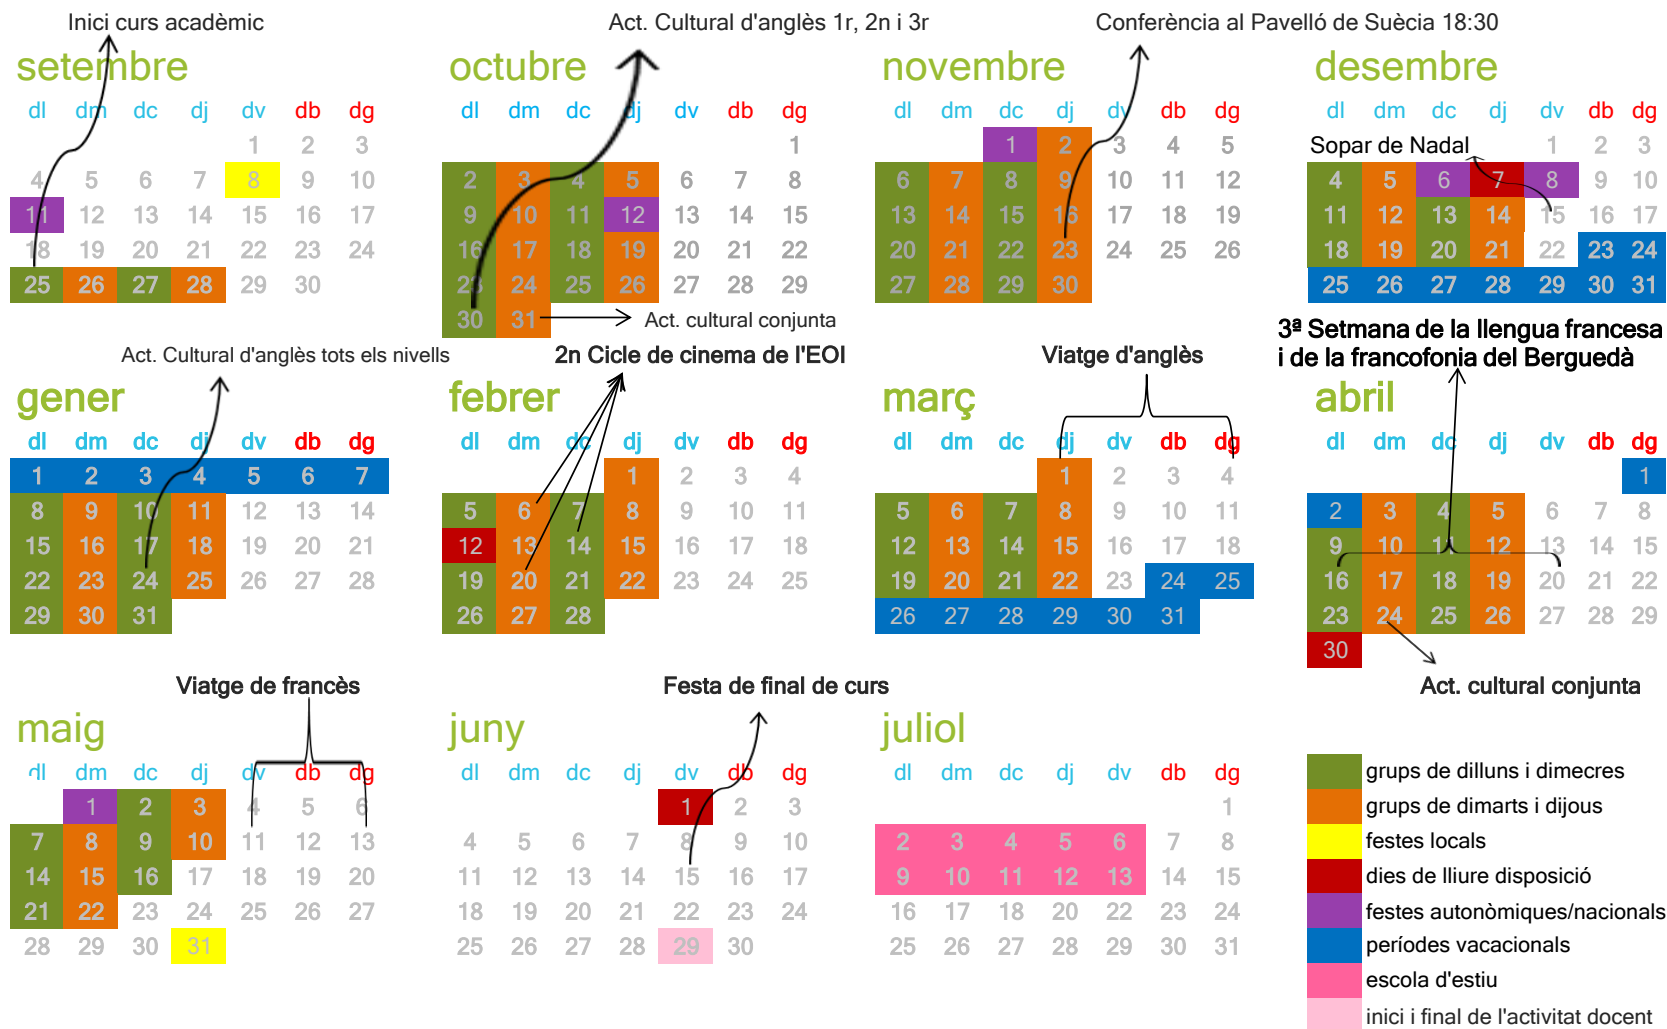 Inici curs acadèmic
Act. Cultural d'anglès 1r, 2n i 3r
Conferència al Pavelló de Suècia 18:30
setembre
dl dm dc dj dv db dg
1 2 3
4 5 6 7 8 9 10
11 12 13 14 15 16 17
18 19 20 21 22 23 24
25 26 27 28 29 30
octubre
dl dm dc dj dv db dg
1
2 3 4 5 6 7 8
9 10 11 12 13 14 15
16 17 18 19 20 21 22
23 24 25 26 27 28 29
30 31
Act. cultural conjunta
novembre
dl dm dc dj dv db dg
1 2 3 4 5
6 7 8 9 10 11 12
13 14 15 16 17 18 19
20 21 22 23 24 25 26
27 28 29 30
desembre
dl dm dc dj dv db dg
Sopar de Nadal 1 2 3
4 5 6 7 8 9 10
11 12 13 14 15 16 17
18 19 20 21 22 23 24
25 26 27 28 29 30 31
Act. Cultural d'anglès tots els nivells
2n Cicle de cinema de l'EOI
Viatge d'anglès
3ª Setmana de la llengua francesa
i de la francofonia del Berguedà
gener
dl dm dc dj dv db dg
1 2 3 4 5 6 7
8 9 10 11 12 13 14
15 16 17 18 19 20 21
22 23 24 25 26 27 28
29 30 31
febrer
dl dm dc dj dv db dg
1 2 3 4
5 6 7 8 9 10 11
12 13 14 15 16 17 18
19 20 21 22 23 24 25
26 27 28
març
dl dm dc dj dv db dg
1 2 3 4
5 6 7 8 9 10 11
12 13 14 15 16 17 18
19 20 21 22 23 24 25
26 27 28 29 30 31
abril
dl dm dc dj dv db dg
1
2 3 4 5 6 7 8
9 10 11 12 13 14 15
16 17 18 19 20 21 22
23 24 25 26 27 28 29
30
Act. cultural conjunta
Viatge de francès
Festa de final de curs
maig
dl dm dc dj dv db dg
1 2 3 4 5 6
7 8 9 10 11 12 13
14 15 16 17 18 19 20
21 22 23 24 25 26 27
28 29 30 31
juny
dl dm dc dj dv db dg
1 2 3
4 5 6 7 8 9 10
11 12 13 14 15 16 17
18 19 20 21 22 23 24
25 26 27 28 29 30
juliol
dl dm dc dj dv db dg
1
2 3 4 5 6 7 8
9 10 11 12 13 14 15
16 17 18 20 22 23 24
25 26 27 28 29 30 31
grups de dilluns i dimecres
grups de dimarts i dijous
festes locals
dies de lliure disposició
festes autonòmiques/nacionals
períodes vacacionals
escola d'estiu
inici i final de l'activitat docent